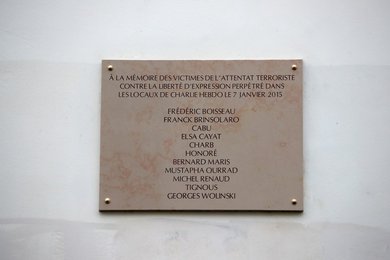 À LA MÉMOIRE DES VICTIMES DE L'ATTENTAT TERRORISTE
CONTRE LA LIBERTÉ D'EXPRESSION PERPÉTRÉ DANS
LES LOCAUX DE CHARLIE HEBDO LE 7 JANVIER 2015
FRÉDÉRIC BOISSEAU
FRANCK BRINSOLARO
CABU
ELSA CAYAT
CHARB
HONORÉ
BERNARD MARIS
MUSTAPHA OURRAD
MICHEL RENAUD
TIGNOUS
GEORGES WOLINSKI